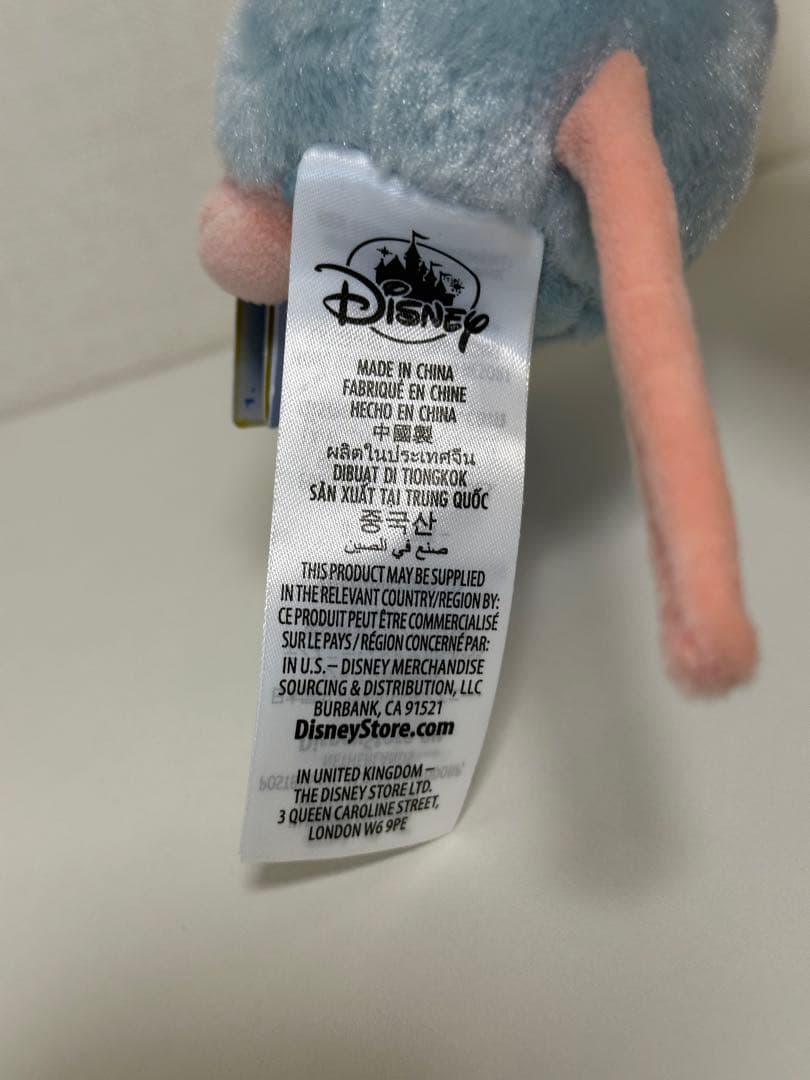 Disney
MADE IN CHINA
FABRIQUÉ EN CHINE
HECHO EN CHINA
中國製
ผลิตในประเทศจีน
DIBUAT DI TIONGKOK
SẢN XUẤT TẠI TRUNG QUỐC
중국산
صنع في الصين
THIS PRODUCT MAY BE SUPPLIED
IN THE RELEVANT COUNTRY/REGION BY:
CE PRODUIT PEUT ÊTRE COMMERCIALISÉ
SUR LE PAYS / RÉGION CONCERNÉ PAR:
IN U.S. – DISNEY MERCHANDISE
SOURCING & DISTRIBUTION, LLC
BURBANK, CA 91521
DisneyStore.com
IN UNITED KINGDOM –
THE DISNEY STORE LTD.
3 QUEEN CAROLINE STREET,
LONDON W6 9PE